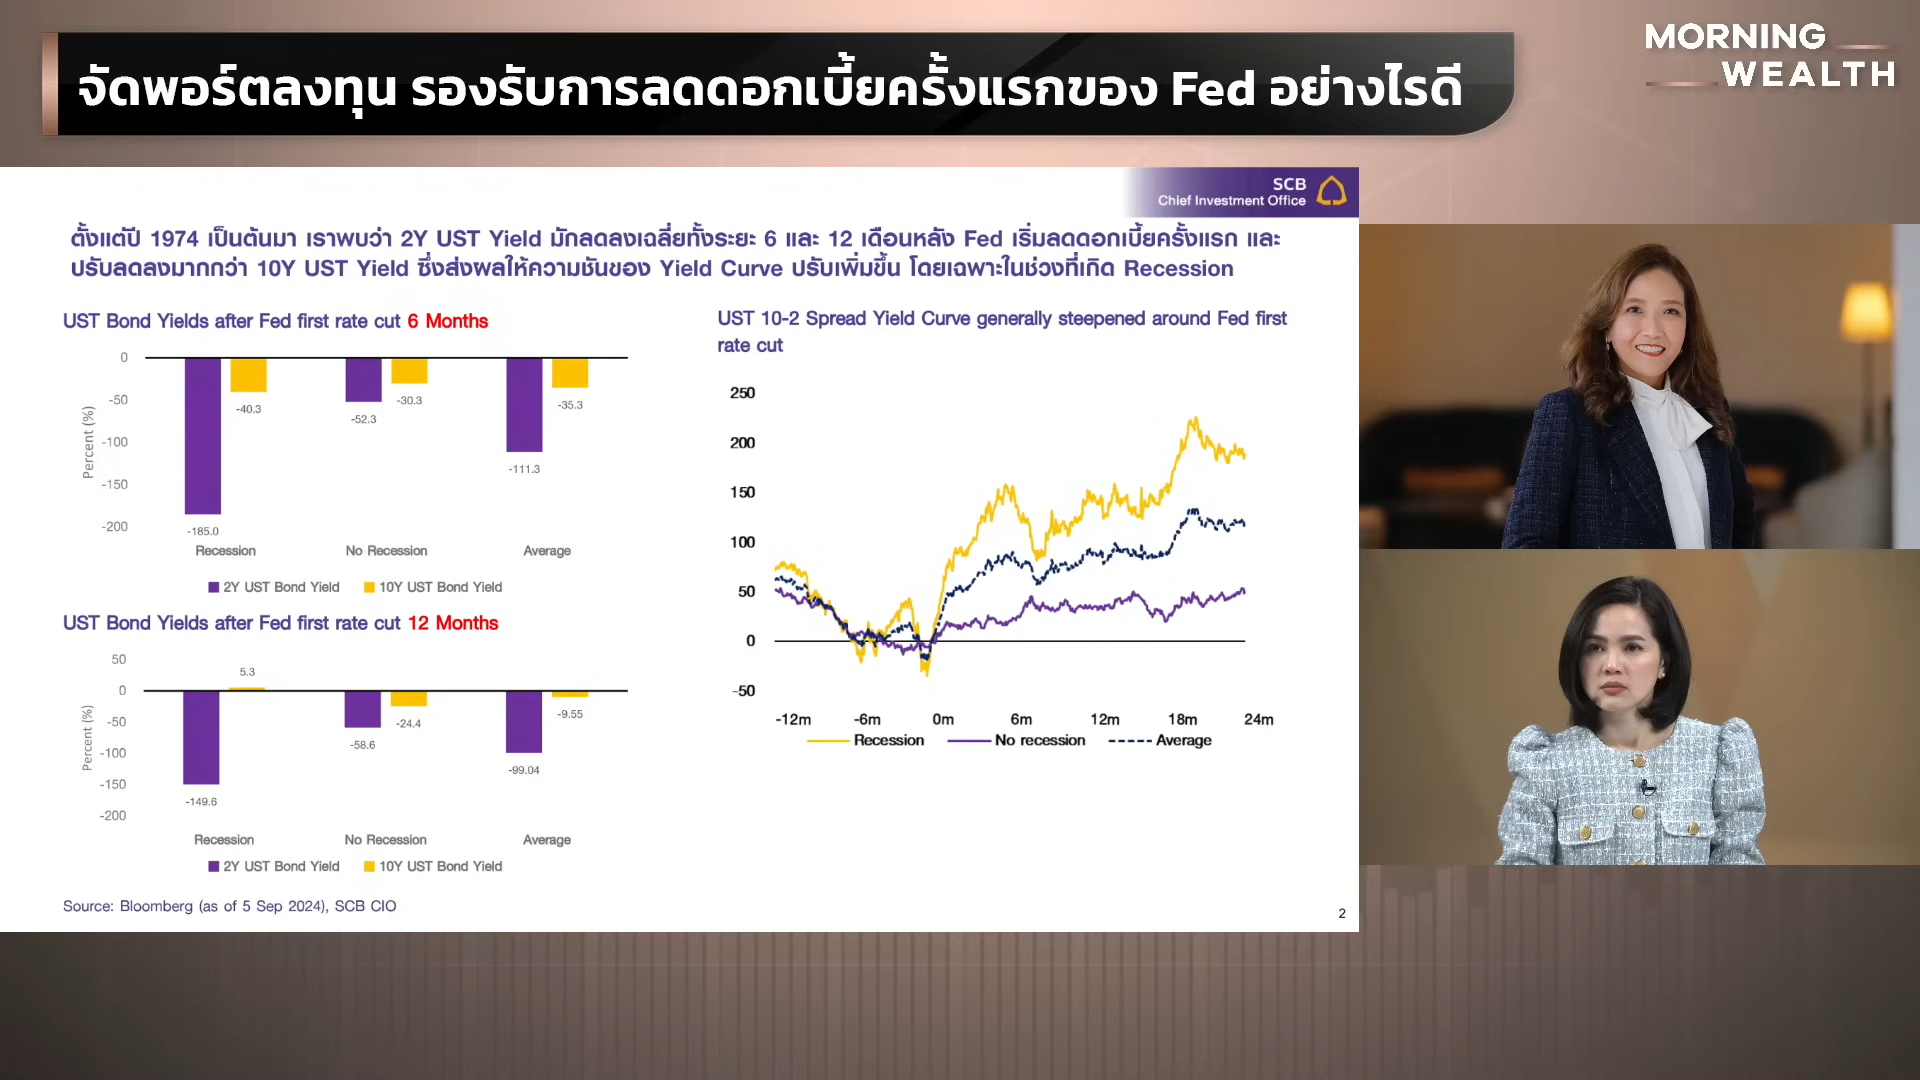 จัดพอร์ตลงทุน รองรับการลดดอกเบี้ยครั้งแรกของ Fed อย่างไรดี
MORNING
WEALTH
SCB
Chief Investment Office
ตั้งแต่ปี 1974 เป็นต้นมา เราพบว่า 2Y UST Yield มักลดลงเฉลี่ยทั้งระยะ 6 และ 12 เดือนหลัง Fed เริ่มลดดอกเบี้ยครั้งแรก และ
ปรับลดลงมากกว่า 10Y UST Yield ซึ่งส่งผลให้ความชันของ Yield Curve ปรับเพิ่มขึ้น โดยเฉพาะในช่วงที่เกิด Recession
UST Bond Yields after Fed first rate cut 6 Months
0
-50
-100
-150
-200
Percent (%)
-185.0
-40.3
-52.3
-30.3
-111.3
-35.3
Recession
No Recession
Average
2Y UST Bond Yield
10Y UST Bond Yield
UST Bond Yields after Fed first rate cut 12 Months
50
0
-50
-100
-150
-200
Percent (%)
-149.6
5.3
-58.6
-24.4
-99.04
-9.55
Recession
No Recession
Average
2Y UST Bond Yield
10Y UST Bond Yield
UST 10-2 Spread Yield Curve generally steepened around Fed first
rate cut
250
200
150
100
50
0
-50
-12m
-6m
0m
6m
12m
18m
24m
Recession
No recession
Average
Source: Bloomberg (as of 5 Sep 2024), SCB CIO
2